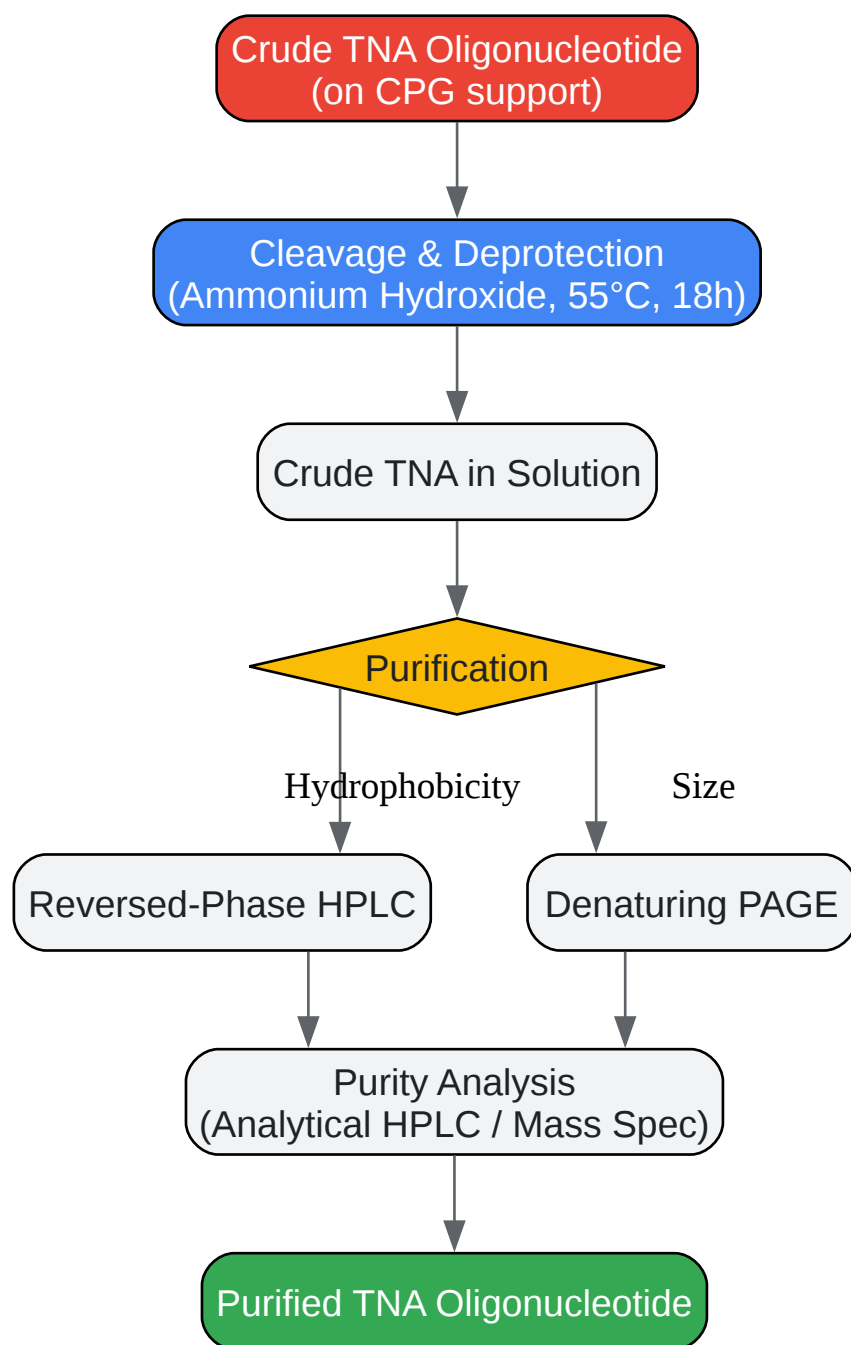 Crude TNA Oligonucleotide
(on CPG support)
Cleavage & Deprotection
(Ammonium Hydroxide, 55°C, 18h)
Crude TNA in Solution
Purification
Hydrophobicity
Size
Reversed-Phase HPLC
Denaturing PAGE
Purity Analysis
(Analytical HPLC / Mass Spec)
Purified TNA Oligonucleotide